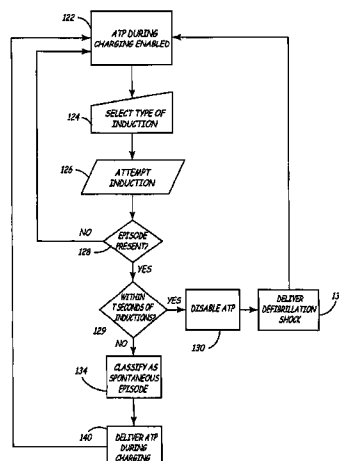 122
ATP DURING
CHARGING ENABLED
124
SELECT TYPE OF
INDUCTION
126
ATTEMPT
INDUCTION
NO
EPISODE
PRESENT?
128
YES
WITHIN
T SECONDS OF
INDUCTIONS?
129
YES
DISABLE ATP
130
DELIVER
DEFIBRILLATION
SHOCK
NO
134
CLASSIFY AS
SPONTANEOUS
EPISODE
140
DELIVER ATP
DURING
CHARGING